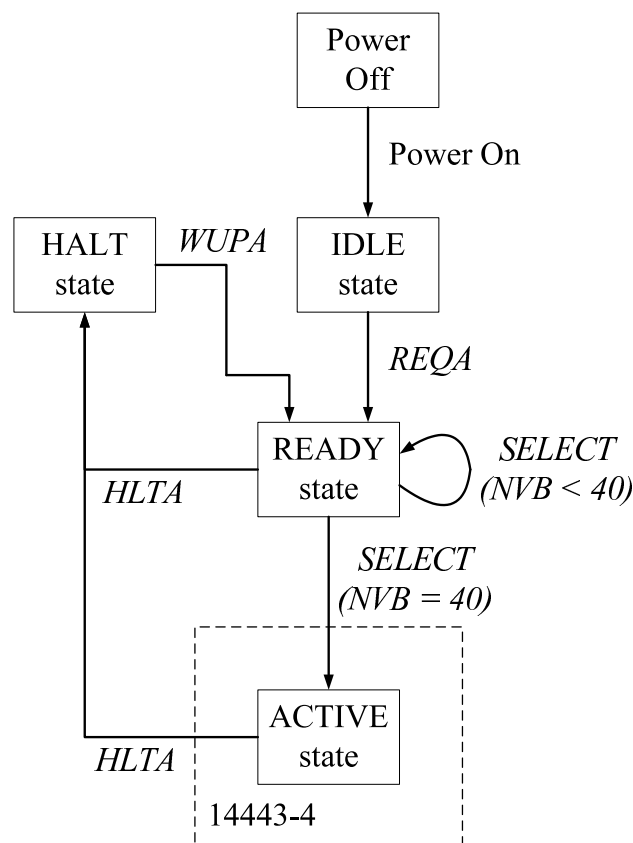 Power
Off
Power On
HALT
state
WUPA
IDLE
state
REQA
READY
state
SELECT
(NVB < 40)
HLTA
SELECT
(NVB = 40)
ACTIVE
state
HLTA
14443-4